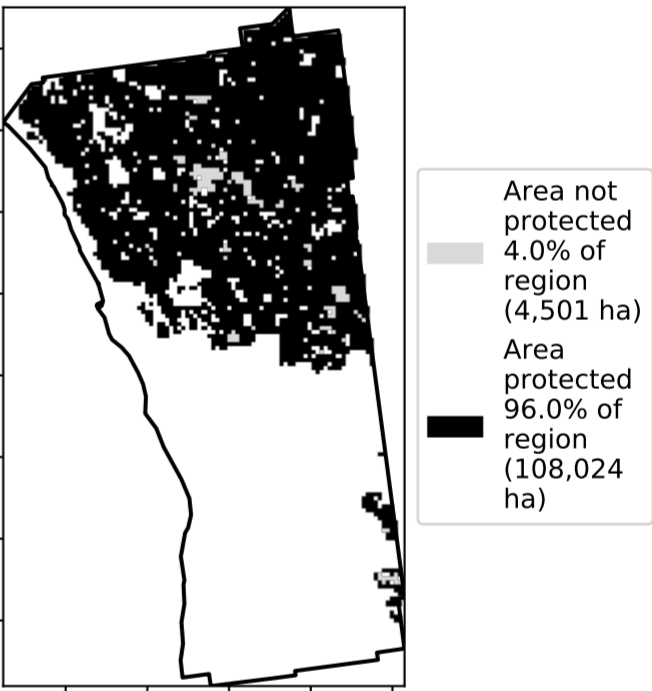 Area not
protected
4.0% of
region
(4,501 ha)
Area
protected
96.0% of
region
(108,024
ha)